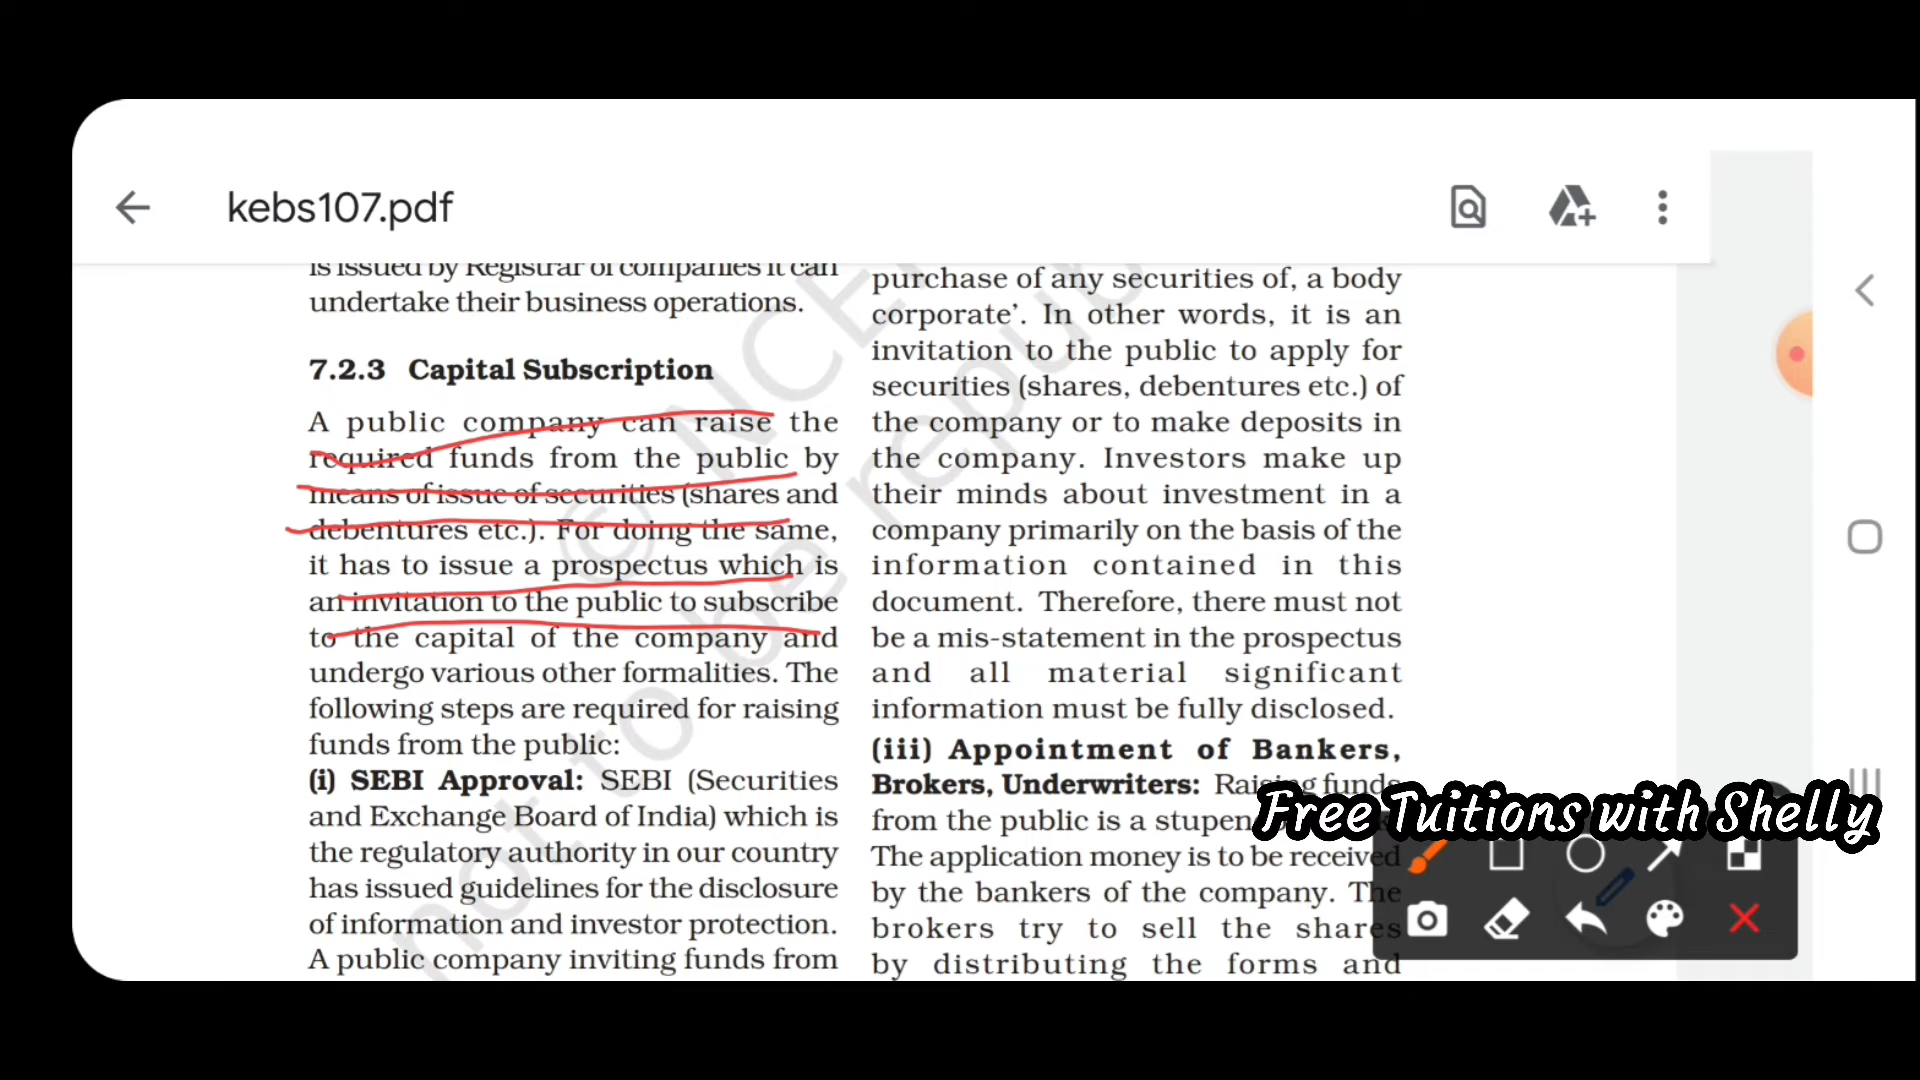 kebs107.pdf
is issued by Registrar of companies it can
undertake their business operations.
7.2.3 Capital Subscription
A public company can raise the
required funds from the public by
means of issue of securities (shares and
debentures etc.). For doing the same,
it has to issue a prospectus which is
an invitation to the public to subscribe
to the capital of the company and
undergo various other formalities. The
following steps are required for raising
funds from the public:
(i) SEBI Approval: SEBI (Securities
and Exchange Board of India) which is
the regulatory authority in our country
has issued guidelines for the disclosure
of information and investor protection.
A public company inviting funds from
purchase of any securities of, a body
corporate'. In other words, it is an
invitation to the public to apply for
securities (shares, debentures etc.) of
the company or to make deposits in
the company. Investors make up
their minds about investment in a
company primarily on the basis of the
information contained in this
document. Therefore, there must not
be a mis-statement in the prospectus
and all material significant
information must be fully disclosed.
(iii) Appointment of Bankers,
Brokers, Underwriters: Raising funds
from the public is a
The application money is to be received
by the bankers of the company. The
brokers try to sell the shares
by distributing the forms and
Free Tuitions with Shelly
not to be